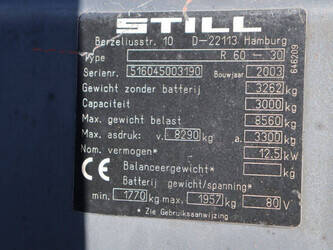 STILL
Berzeliusstr. 10 D-22113 Hamburg
Type R 60 - 30
Serienr. 516045003190 Bouwjaar 2003
Gewicht zonder batterij 3262 kg
Capaciteit 3000 kg
Max. gewicht belast 8560 kg
Max. asdruk: v. 8290 kg a. 3300 kg
Nom. vermogen* 12.5 kW
CE Balanceergewicht* kg
Batterij gewicht/spanning*
min. 1770 kg max. 1957 kg 80 V
* Zie Gebruiksaanwijzing
646209